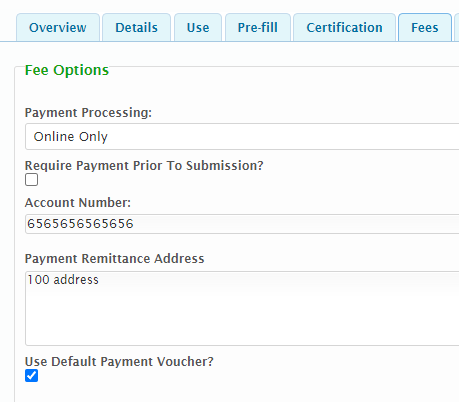 Overview Details Use Pre-fill Certification Fees
Fee Options
Payment Processing:
Online Only
Require Payment Prior To Submission?
Account Number:
6565656565656
Payment Remittance Address
100 address
Use Default Payment Voucher?